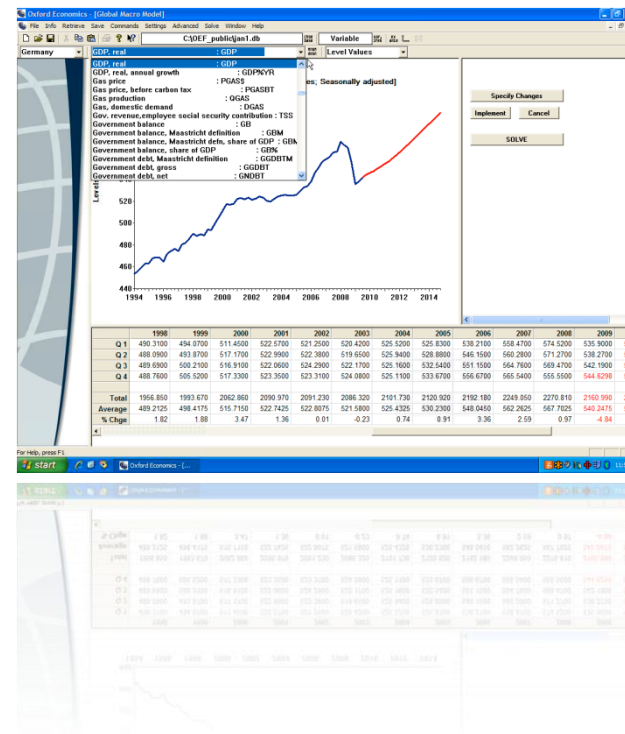 Oxford Economics - [Global Macro Model]
File Info Retrieve Save Commands Settings Advanced Solve Window Help
C:\OEF_public\jan1.db Variable
Germany GDP, real : GDP Level Values
GDP, real : GDP
GDP, real, annual growth : GDP%YR
Gas price : PGAS$
Gas price, before carbon tax : PGASBT
Gas production : QGAS
Gas, domestic demand : DGAS
Gov. revenue,employee social security contribution : TSS
Government balance : GB
Government balance, Maastricht definition : GBM
Government balance, Maastricht defn, share of GDP : GBM
Government balance, share of GDP : GB%
Government debt, Maastricht definition : GGDBTM
Government debt, gross : GGDBT
Government debt, net : GNDBT
es; Seasonally adjusted]
Specify Changes
Implement Cancel
SOLVE
Levels
520
500
480
460
440
1994 1996 1998 2000 2002 2004 2006 2008 2010 2012 2014
1998 1999 2000 2001 2002 2003 2004 2005 2006 2007 2008 2009
Q 1 490.3100 494.0700 511.4500 522.5700 521.2500 520.4200 525.5200 525.8300 538.2100 558.4700 574.5200 535.9000
Q 2 488.0900 493.8700 517.1700 522.9900 522.3800 519.6500 525.9400 528.8800 546.1500 560.2800 571.2700 538.2700
Q 3 489.6900 500.2100 516.9100 522.0600 524.2900 522.1700 525.1600 532.5400 551.1500 564.7600 569.4700 542.1900
Q 4 488.7600 505.5200 517.3300 523.3500 523.3100 524.0800 525.1100 533.6700 556.6700 565.5400 555.5500 544.6298
Total 1956.850 1993.670 2062.860 2090.970 2091.230 2086.320 2101.730 2120.920 2192.180 2249.050 2270.810 2160.990
Average 489.2125 498.4175 515.7150 522.7425 522.8075 521.5800 525.4325 530.2300 548.0450 562.2625 567.7025 540.2475
% Chge 1.82 1.88 3.47 1.36 0.01 -0.23 0.74 0.91 3.36 2.59 0.97 -4.84
For Help, press F1
start Oxford Economics - [...